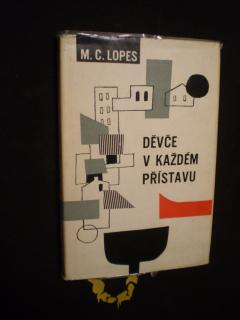 M. C. LOPES
DĚVČE
V KAŽDÉM
PŘÍSTAVU